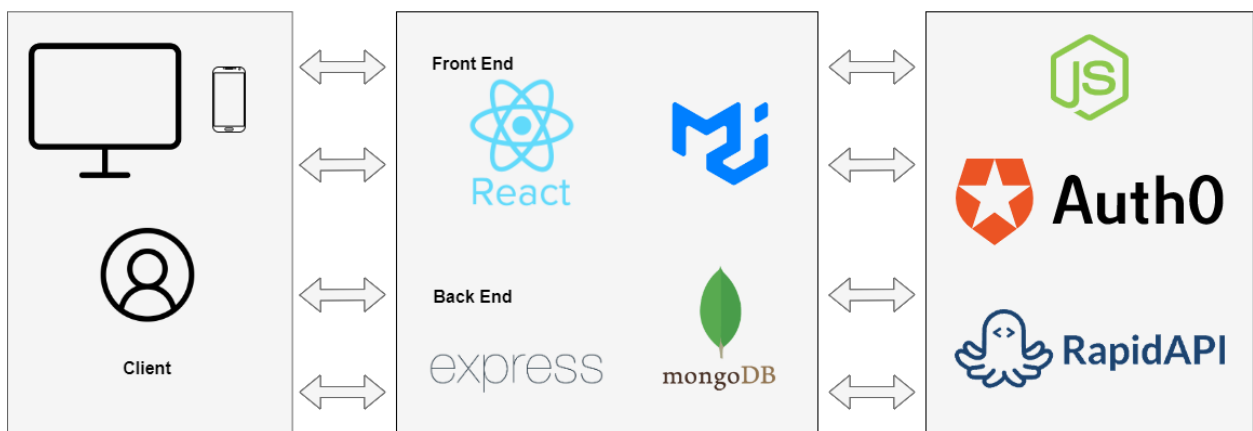 Client
Front End
React
Back End
express
mongoDB
JS
Auth0
<>
RapidAPI